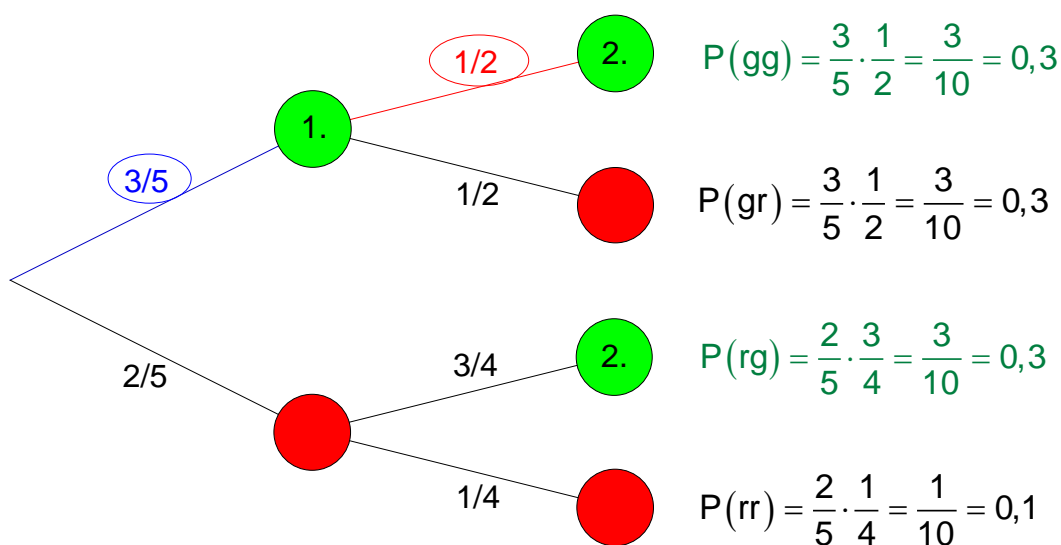 1/2
2.
P(gg) = 3/5 · 1/2 = 3/10 = 0,3
1.
3/5
1/2
P(gr) = 3/5 · 1/2 = 3/10 = 0,3
2/5
3/4
2.
P(rg) = 2/5 · 3/4 = 3/10 = 0,3
1/4
P(rr) = 2/5 · 1/4 = 1/10 = 0,1